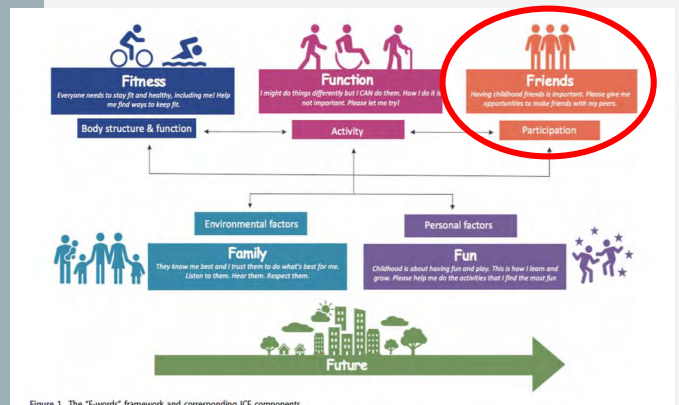 Fitness
Everyone needs to stay fit and healthy, including me! Help
me find ways to keep fit.
Body structure & function
Function
I might do things differently but I CAN do them. How I do it is
not important. Please let me try!
Activity
Friends
Having childhood friends is important. Please give me
opportunities to make friends with my peers.
Participation
Environmental factors
Family
They know me best and I trust them to do what's best for me.
Listen to them. Hear them. Respect them.
Personal factors
Fun
Childhood is about having fun and play. This is how I learn and
grow. Please help me do the activities that I find the most fun
Future
Figure 1. The "F-words" framework and corresponding ICF components